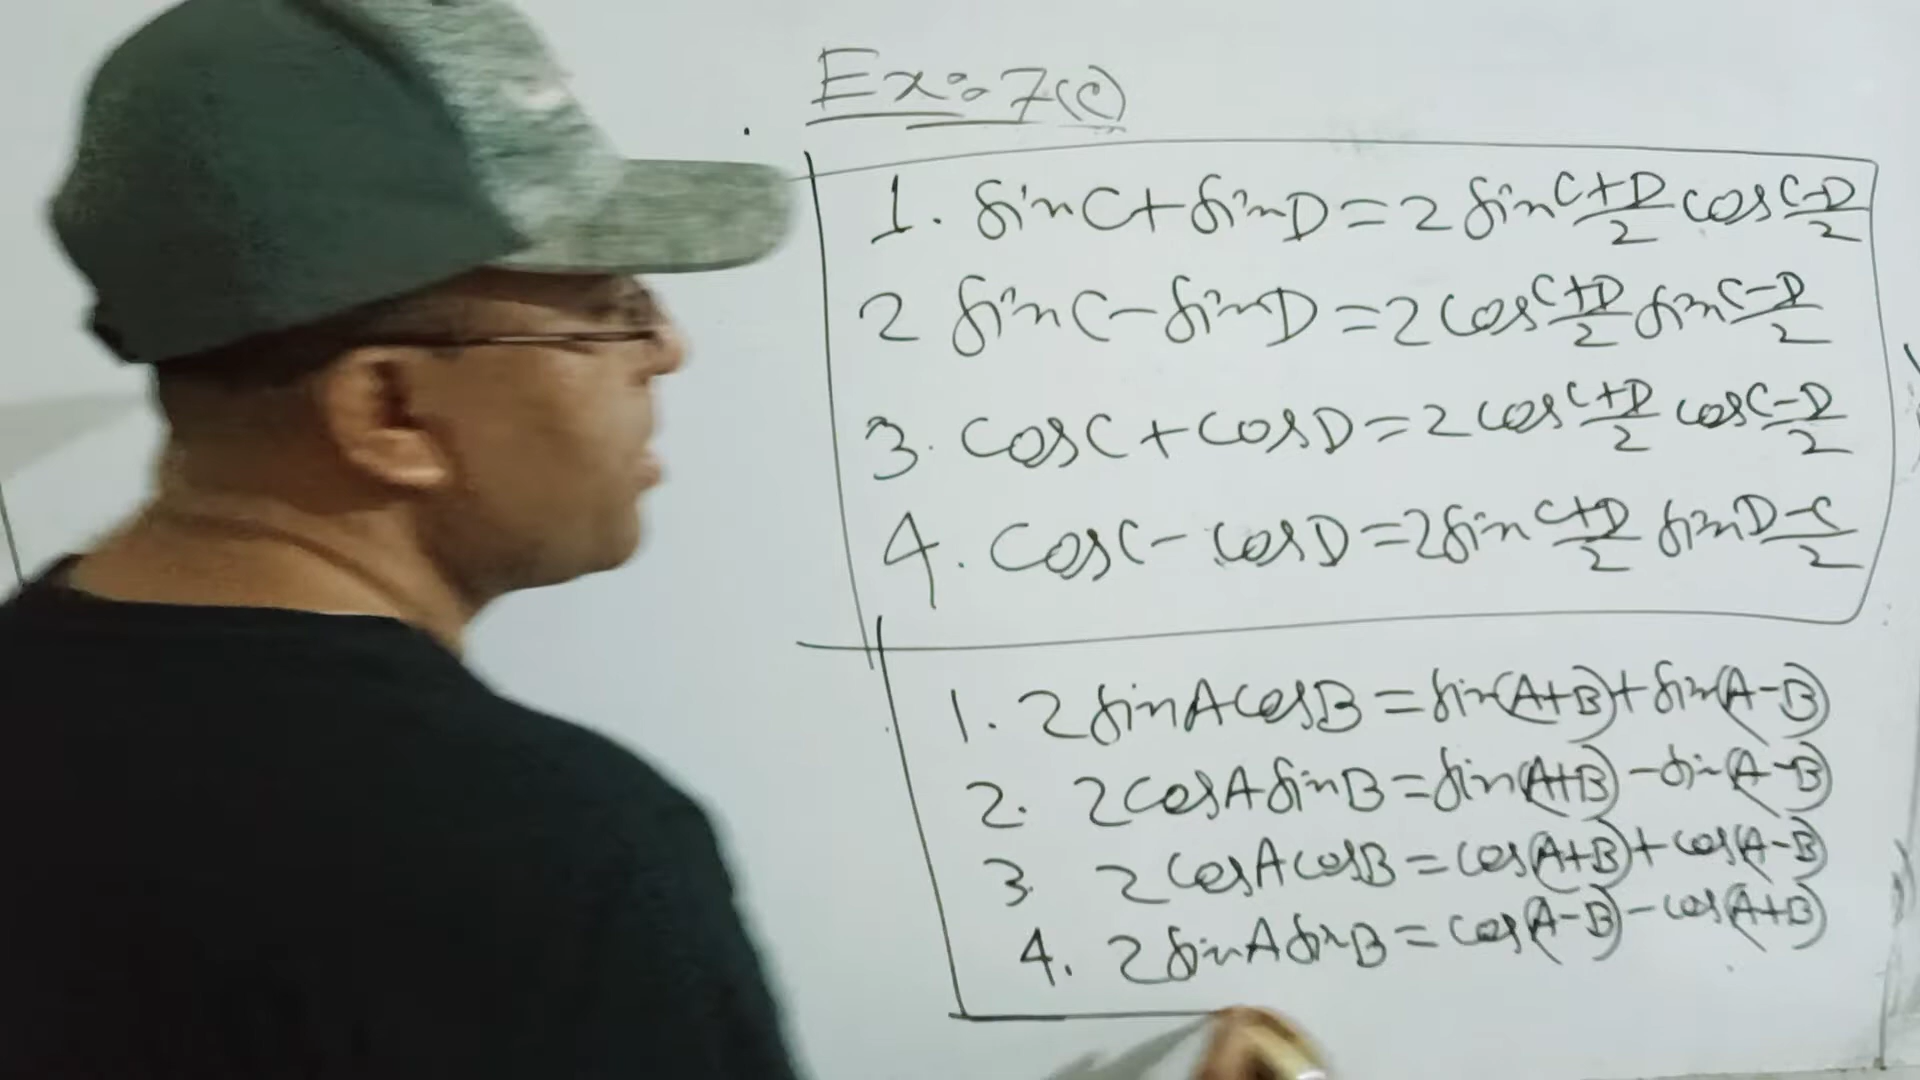 Ex: 7(c)
1. sinC+sinD=2 sin C+D/2 cos C-D/2
2 sinC-sinD=2cos C+D/2 sin C-D/2
3. cosC+cosD=2cos C+D/2 cos C-D/2
4. cosC-cosD=2sin C+D/2 sin D-C/2
1. 2sinAcosB=sin(A+B)+sin(A-B)
2. 2cosAsinB=sin(A+B)-sin(A-B)
3. 2cosAcosB=cos(A+B)+cos(A-B)
4. 2sinAsinB=cos(A-B)-cos(A+B)